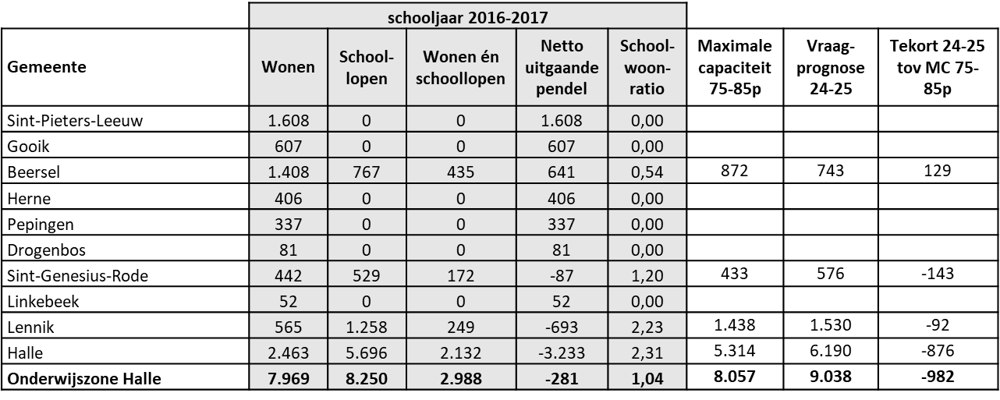 schooljaar 2016-2017
Gemeente Wonen School-lopen Wonen én schoollopen Netto uitgaande pendel School-woon-ratio Maximale capaciteit 75-85p Vraag-prognose 24-25 Tekort 24-25 tov MC 75-85p
Sint-Pieters-Leeuw 1.608 0 0 1.608 0,00
Gooik 607 0 0 607 0,00
Beersel 1.408 767 435 641 0,54 872 743 129
Herne 406 0 0 406 0,00
Pepingen 337 0 0 337 0,00
Drogenbos 81 0 0 81 0,00
Sint-Genesius-Rode 442 529 172 -87 1,20 433 576 -143
Linkebeek 52 0 0 52 0,00
Lennik 565 1.258 249 -693 2,23 1.438 1.530 -92
Halle 2.463 5.696 2.132 -3.233 2,31 5.314 6.190 -876
Onderwijszone Halle 7.969 8.250 2.988 -281 1,04 8.057 9.038 -982